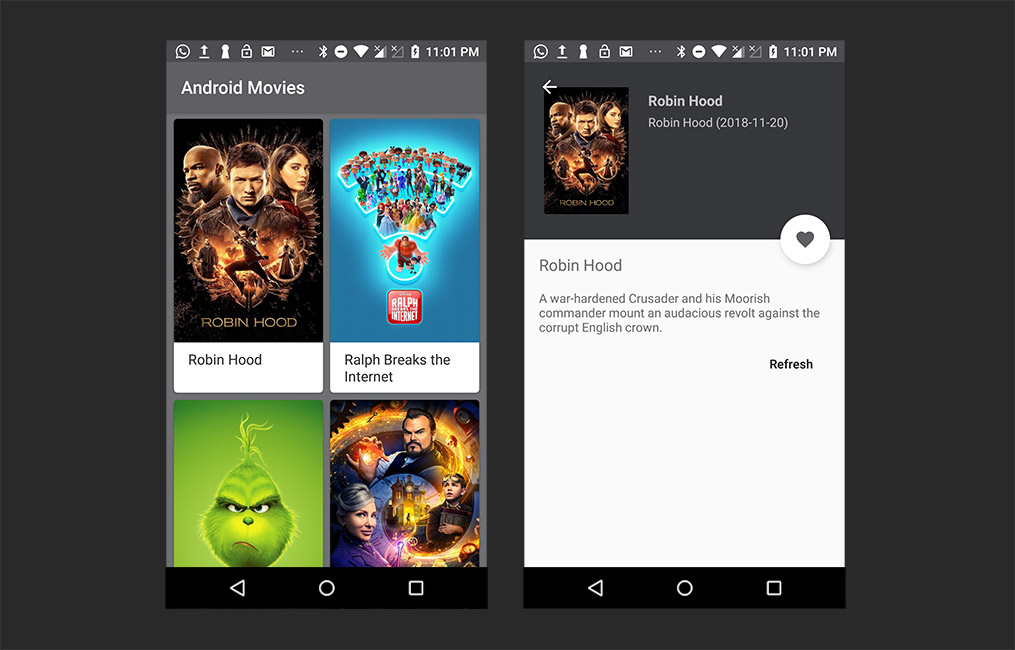 11:01 PM
Android Movies
ROBIN HOOD
RALPH
BREAKS THE
INTERNET
Robin Hood
Ralph Breaks the
Internet
11:01 PM
Robin Hood
Robin Hood (2018-11-20)
ROBIN HOOD
Robin Hood
A war-hardened Crusader and his Moorish
commander mount an audacious revolt against the
corrupt English crown.
Refresh